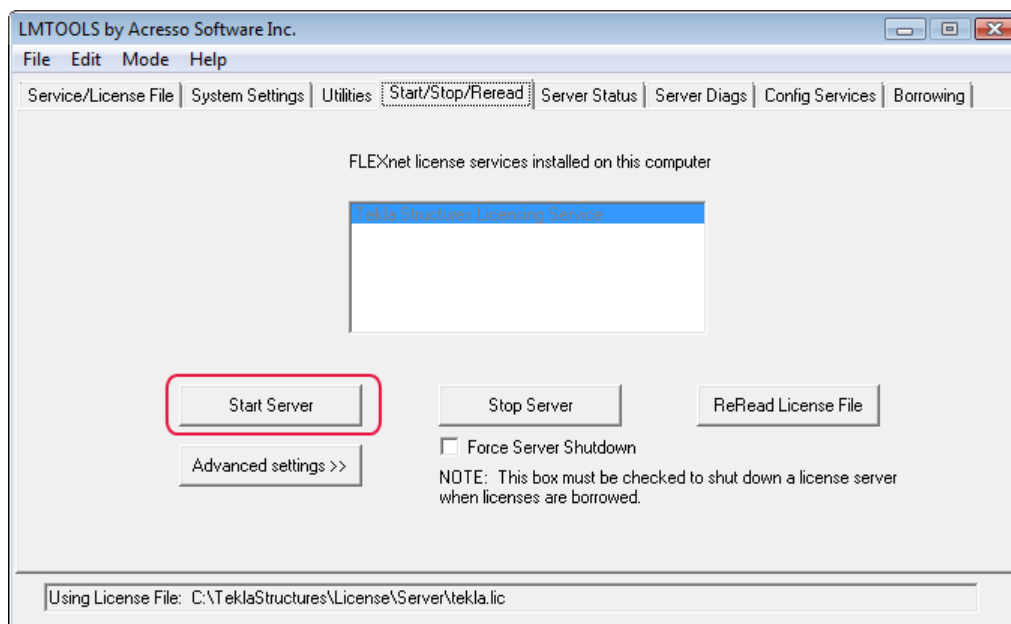 LMTOOLS by Acresso Software Inc.
File Edit Mode Help
Service/License File System Settings Utilities Start/Stop/Reread Server Status Server Diags Config Services Borrowing
FLEXnet license services installed on this computer
Tekla Structures Licensing Service
Start Server Stop Server ReRead License File
Advanced settings >> Force Server Shutdown
NOTE: This box must be checked to shut down a license server
when licenses are borrowed.
Using License File: C:\TeklaStructures\License\Server\tekla.lic